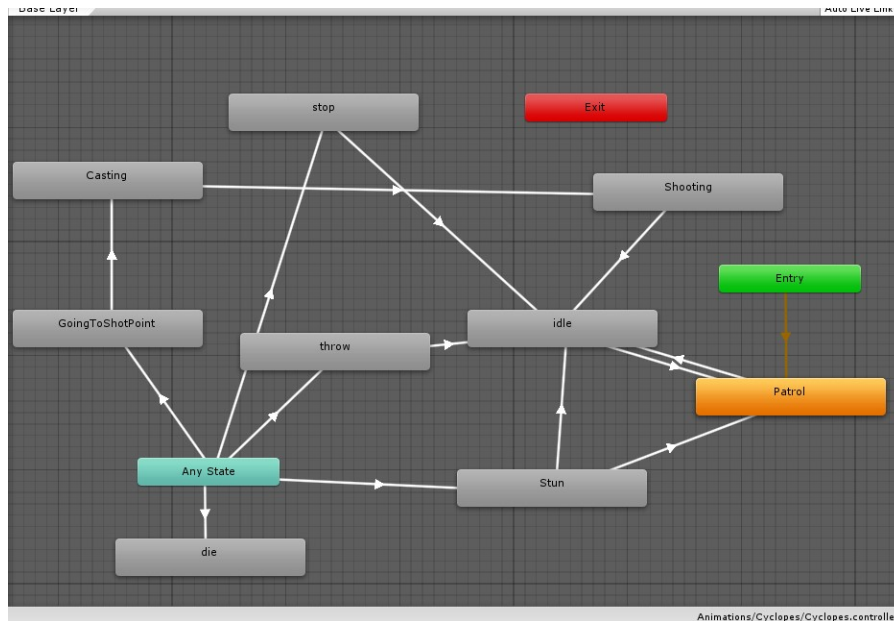 Base Layer
Auto Live Link
stop
Exit
Casting
Shooting
Entry
GoingToShotPoint
idle
throw
Patrol
Any State
Stun
die
Animations/Cyclopes/Cyclopes.controlle